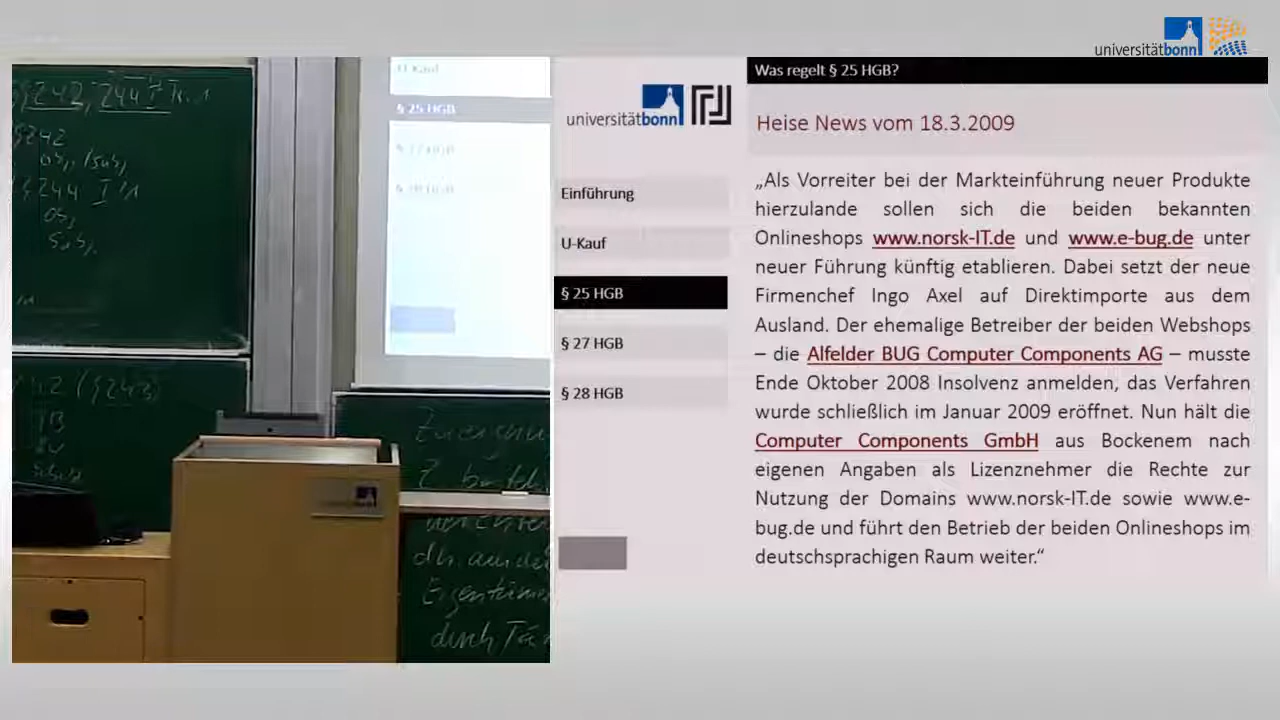 universitätbonn
Was regelt § 25 HGB?
universitätbonn
Heise News vom 18.3.2009
„Als Vorreiter bei der Markteinführung neuer Produkte
hierzulande sollen sich die beiden bekannten
Onlineshops www.norsk-IT.de und www.e-bug.de unter
neuer Führung künftig etablieren. Dabei setzt der neue
Firmenchef Ingo Axel auf Direktimporte aus dem
Ausland. Der ehemalige Betreiber der beiden Webshops
– die Alfelder BUG Computer Components AG – musste
Ende Oktober 2008 Insolvenz anmelden, das Verfahren
wurde schließlich im Januar 2009 eröffnet. Nun hält die
Computer Components GmbH aus Bockenem nach
eigenen Angaben als Lizenznehmer die Rechte zur
Nutzung der Domains www.norsk-IT.de sowie www.e-
bug.de und führt den Betrieb der beiden Onlineshops im
deutschsprachigen Raum weiter.“
Einführung
U-Kauf
§ 25 HGB
§ 27 HGB
§ 28 HGB
U-Kauf
§ 25 HGB
§ 27 HGB
§ 28 HGB
§242, 244 I
§242
§244 I 1